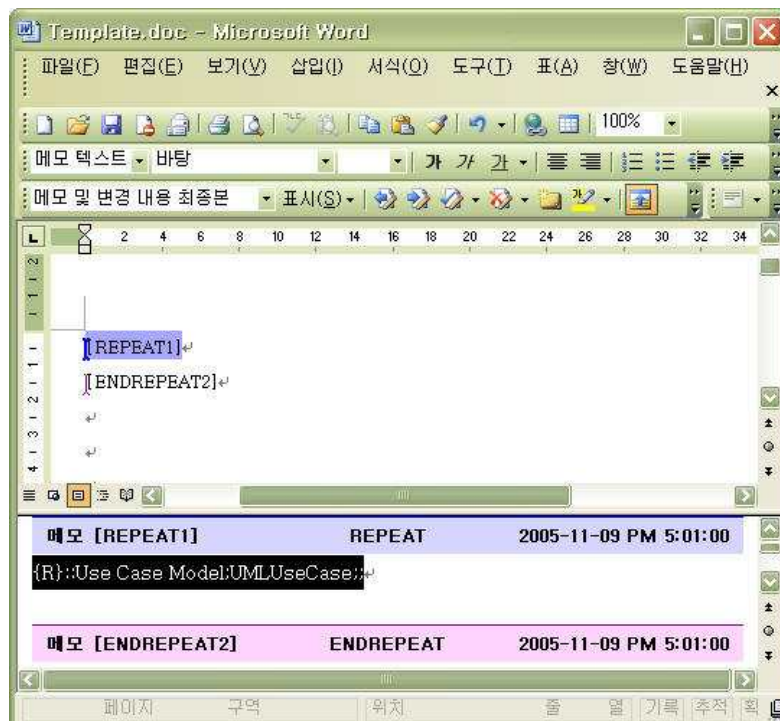 Template.doc - Microsoft Word
파일(F) 편집(E) 보기(V) 삽입(I) 서식(O) 도구(T) 표(A) 창(W) 도움말(H)
100%
메모 텍스트 바탕 가 가 가
메모 및 변경 내용 최종본 표시(S)
2 4 6 8 10 12 14 16 18 20 22 24 26 28 30 32 34
[REPEAT1]
[ENDREPEAT2]
메모 [REPEAT1] REPEAT 2005-11-09 PM 5:01:00
{R}::Use Case Model;UMLUseCase;;
메모 [ENDREPEAT2] ENDREPEAT 2005-11-09 PM 5:01:00
페이지 구역 위치 줄 열 기록 추적 확